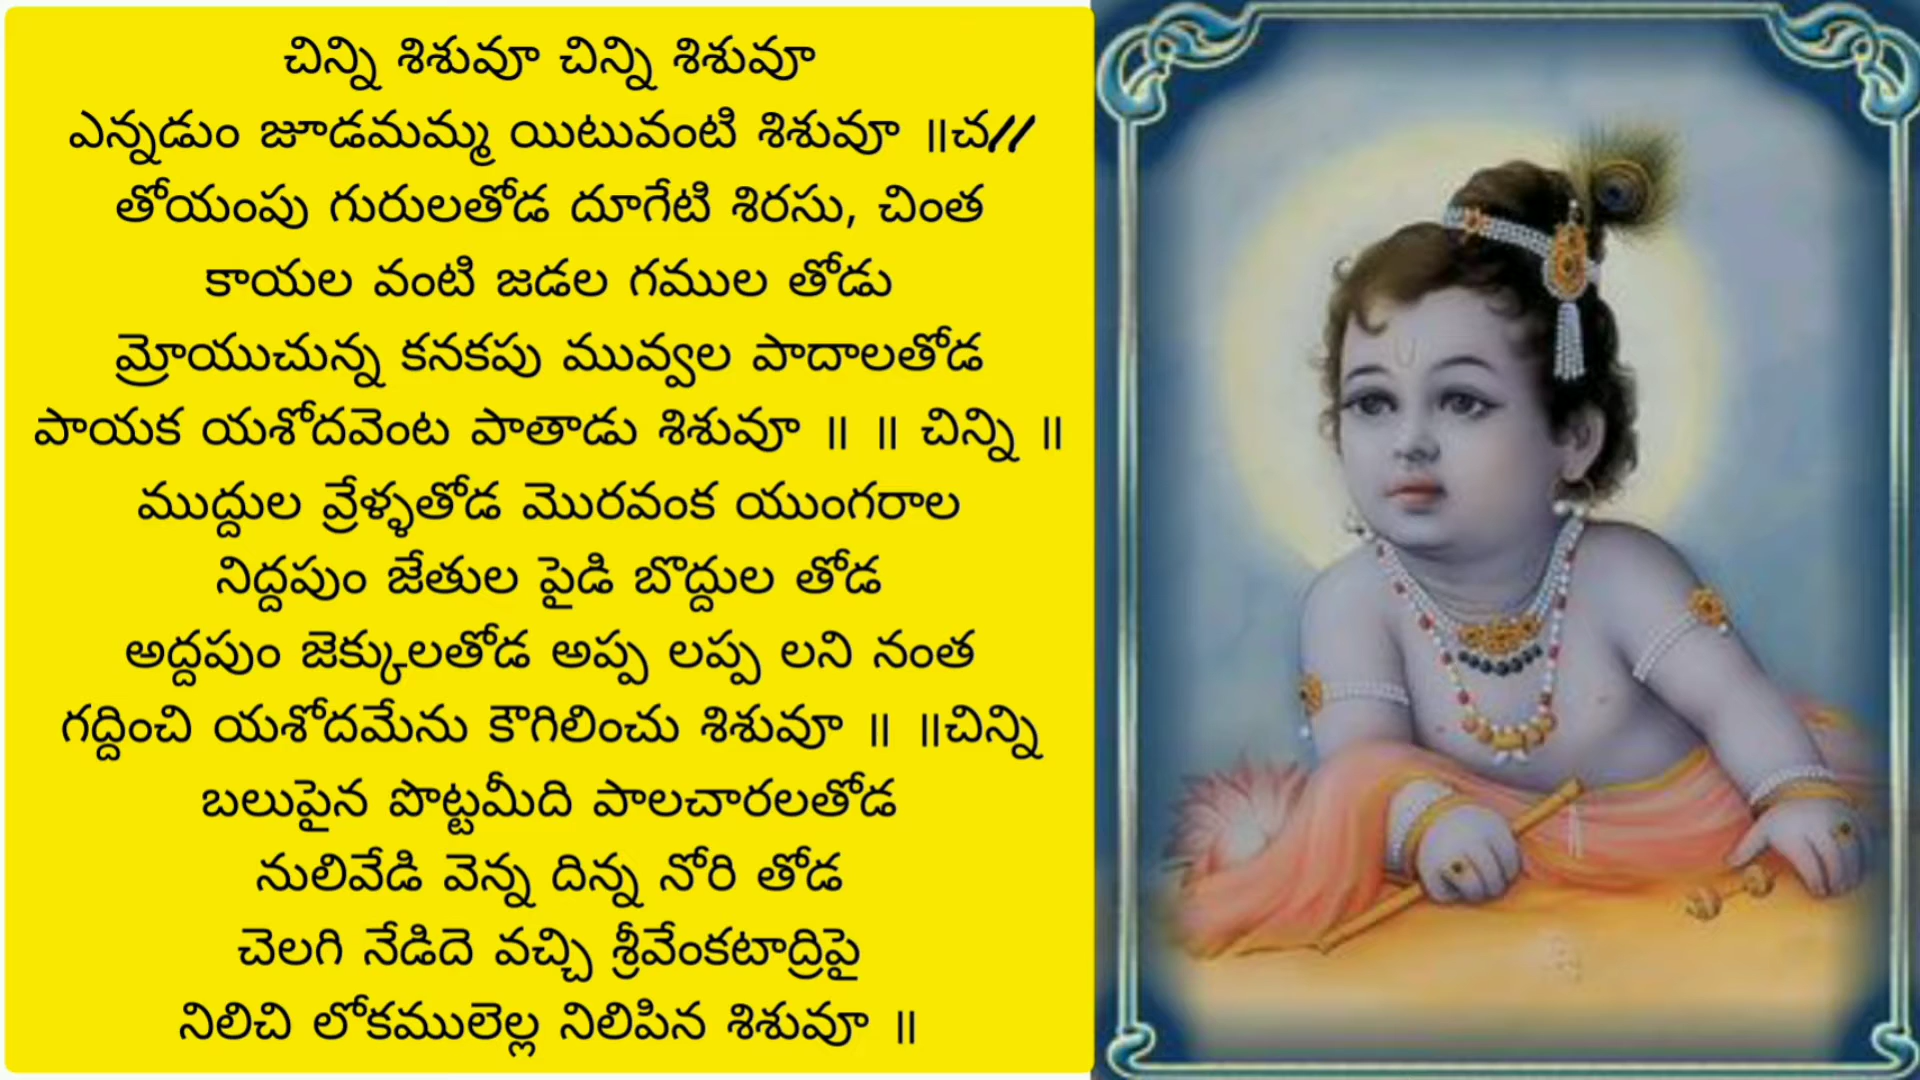 చిన్ని శిశువూ చిన్ని శిశువూ
ఎన్నడుం జూడమమ్మ యిటువంటి శిశువూ ॥చ//
తోయంపు గురులతోడ దూగేటి శిరసు, చింత
కాయల వంటి జడల గముల తోడు
మ్రోయుచున్న కనకపు మువ్వల పాదాలతోడ
పాయక యశోదవెంట పాతాడు శిశువూ ॥ ॥ చిన్ని ॥
ముద్దుల వ్రేళ్ళతోడ మొరవంక యుంగరాల
నిద్దపుం జేతుల పైడి బొద్దుల తోడ
అద్దపుం జెక్కులతోడ అప్ప లప్ప లని నంత
గద్దించి యశోదమేను కౌగిలించు శిశువూ ॥ ॥చిన్ని
బలుపైన పొట్టమీది పాలచారలతోడ
నులివేడి వెన్న దిన్న నోరి తోడ
చెలగి నేడిదె వచ్చి శ్రీవేంకటాద్రిపై
నిలిచి లోకములెల్ల నిలిపిన శిశువూ ॥